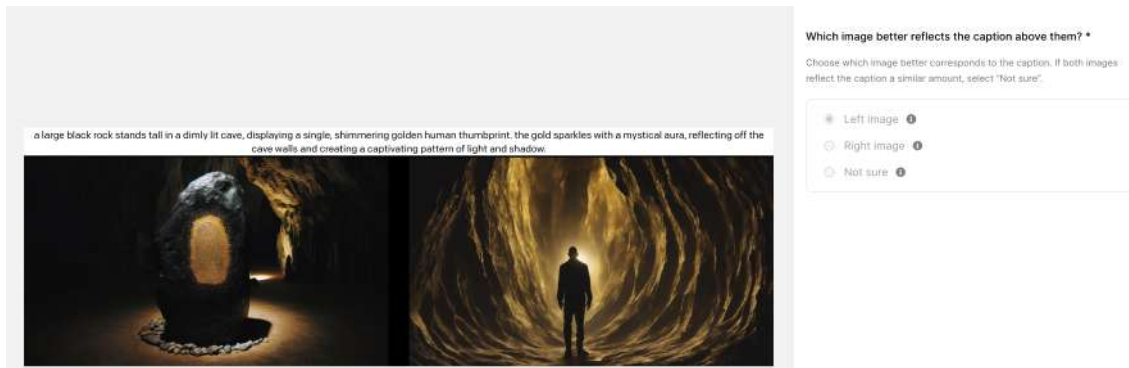 Which image better reflects the caption above them? *
Choose which image better corresponds to the caption. If both images
reflect the caption a similar amount, select "Not sure".
a large black rock stands tall in a dimly lit cave, displaying a single, shimmering golden human thumbprint. the gold sparkles with a mystical aura, reflecting off the
cave walls and creating a captivating pattern of light and shadow.
Left image
Right image
Not sure